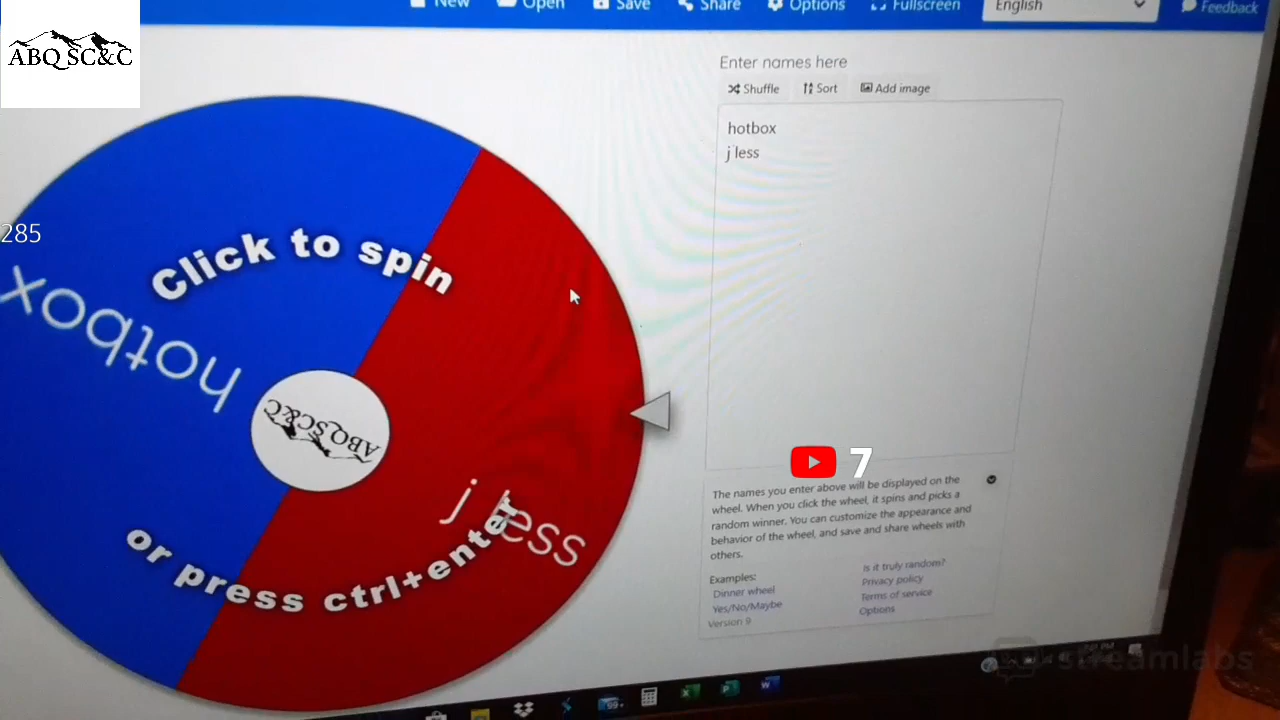 New Open Save Share Options Fullscreen English Feedback
ABQ SC&C
Enter names here
Shuffle Sort Add image
hotbox
j less
285
Click to spin
hotbox
ABQ SC&C
j less
or press ctrl+enter
7
The names you enter above will be displayed on the
wheel. When you click the wheel, it spins and picks a
random winner. You can customize the appearance and
behavior of the wheel, and save and share wheels with
others.
Examples:
Dinner wheel
Yes/No/Maybe
Version 9
Is it truly random?
Privacy policy
Terms of service
Options
streamlabs
99+